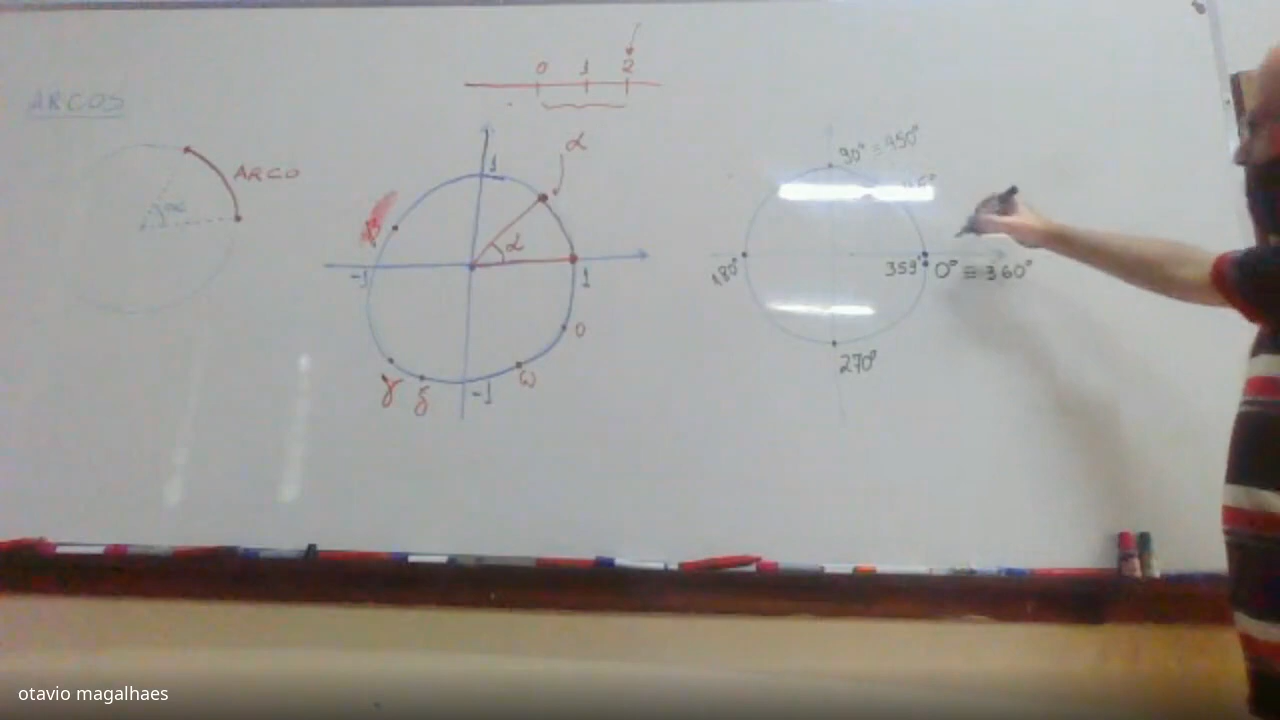 ARCOS
ARCO
α
0 1 2
α
1
β
α
-1
1
0
ω
γ
δ
-1
90° ≡ 450°
180°
359° 0° ≡ 360°
270°
otavio magalhaes